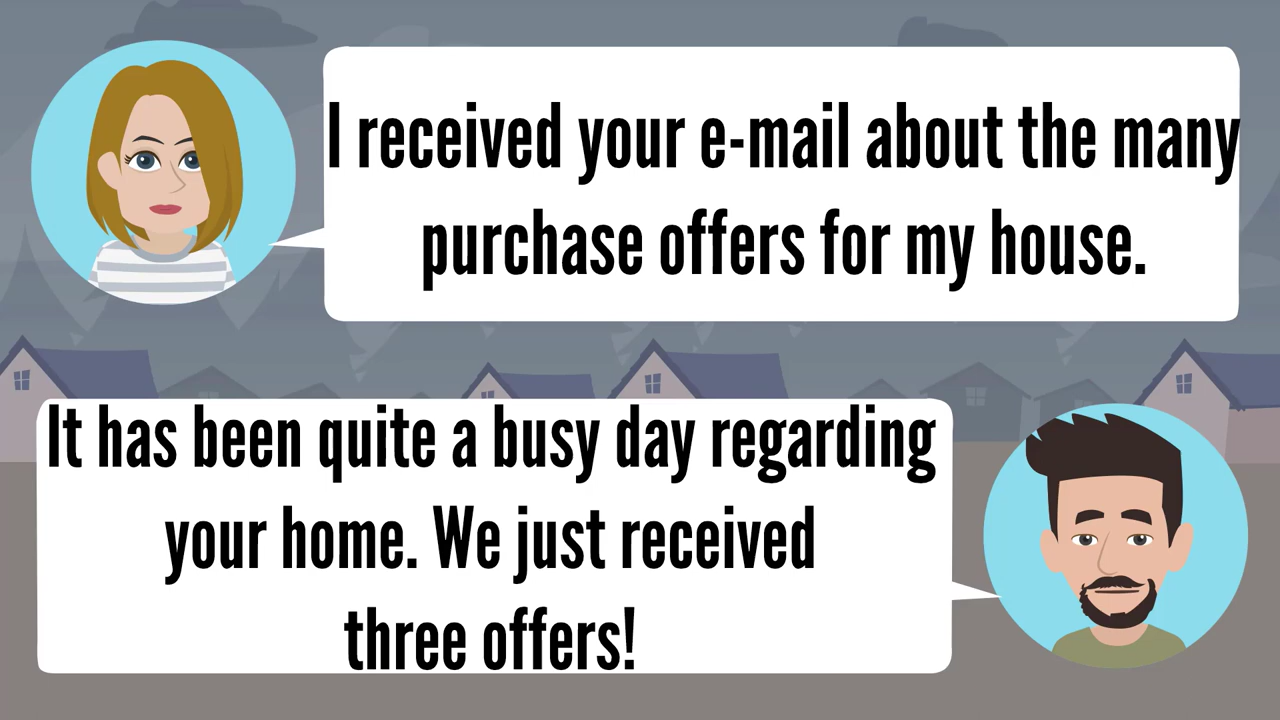 I received your e-mail about the many
purchase offers for my house.
It has been quite a busy day regarding
your home. We just received
three offers!